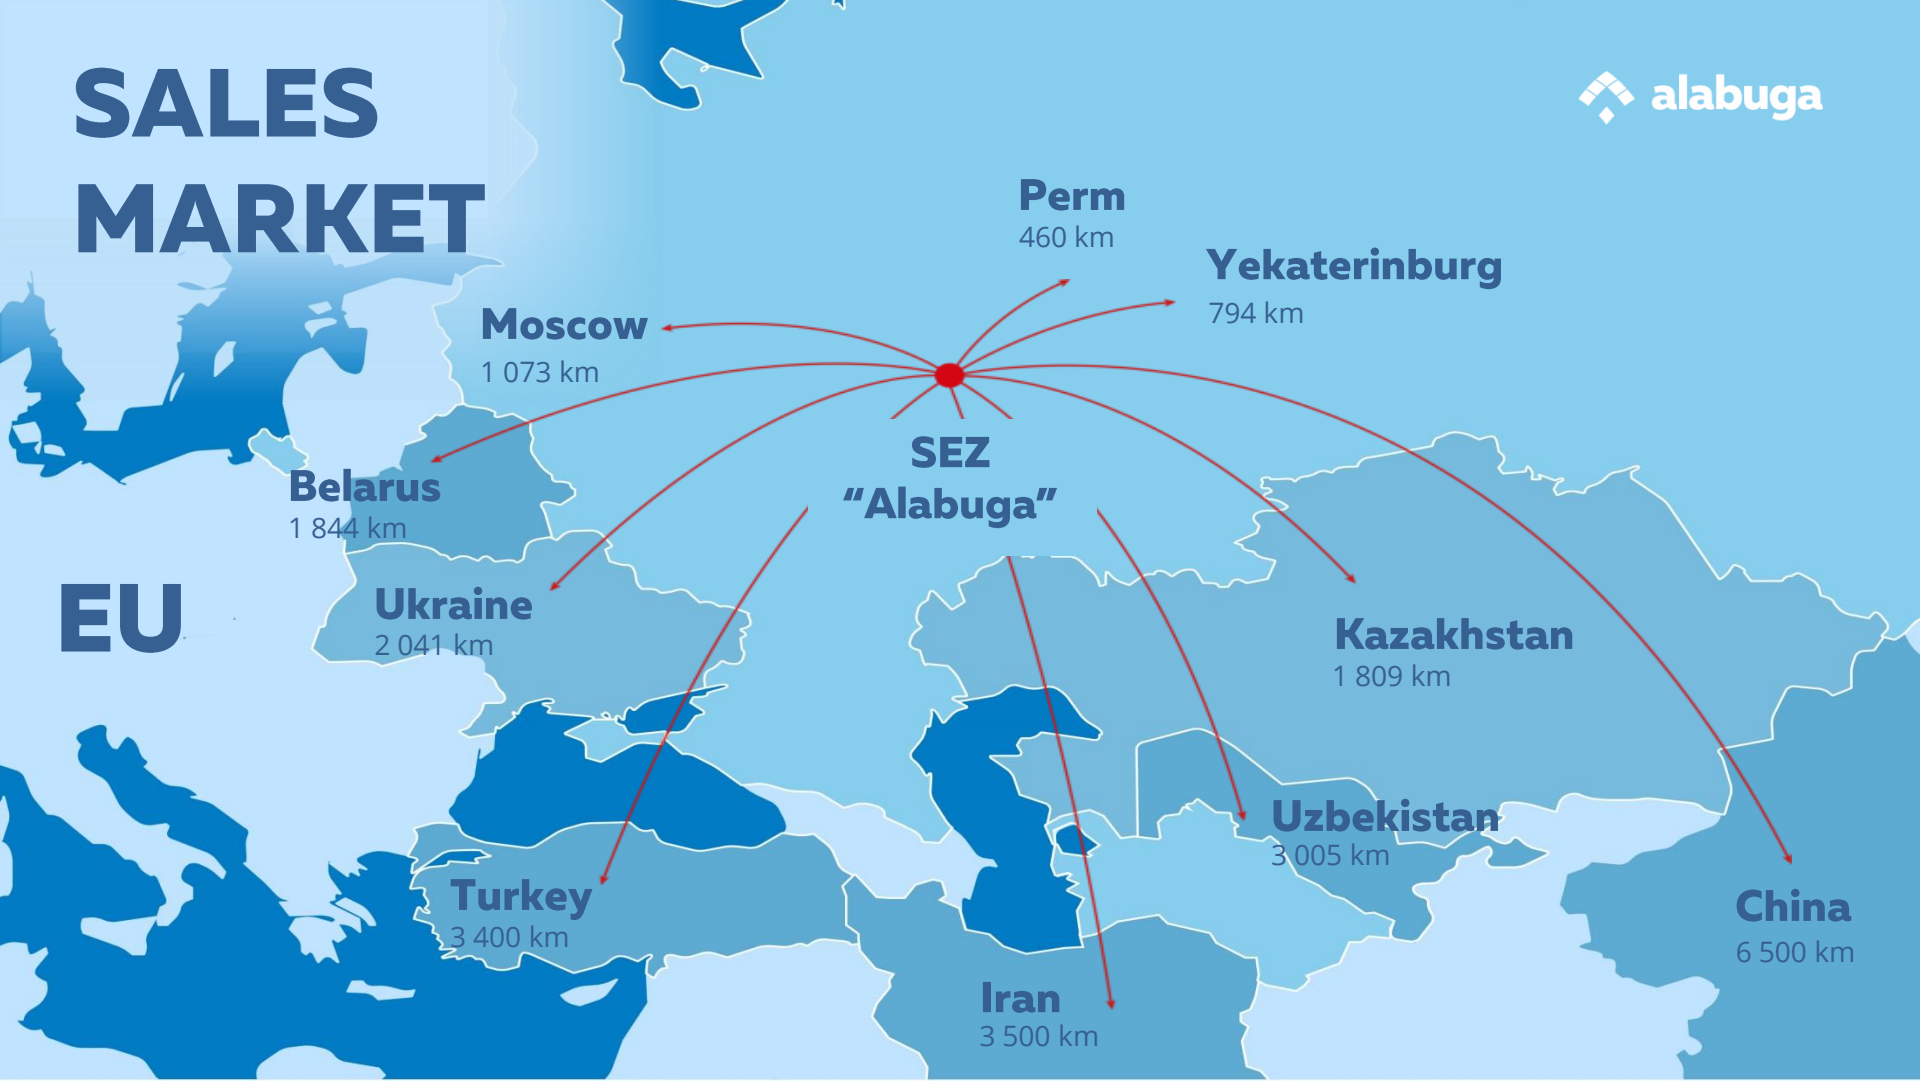 SALES
MARKET
alabuga
Perm
460 km
Yekaterinburg
794 km
Moscow
1 073 km
SEZ
“Alabuga”
Belarus
1 844 km
EU
Ukraine
2 041 km
Kazakhstan
1 809 km
Uzbekistan
3 005 km
Turkey
3 400 km
China
6 500 km
Iran
3 500 km